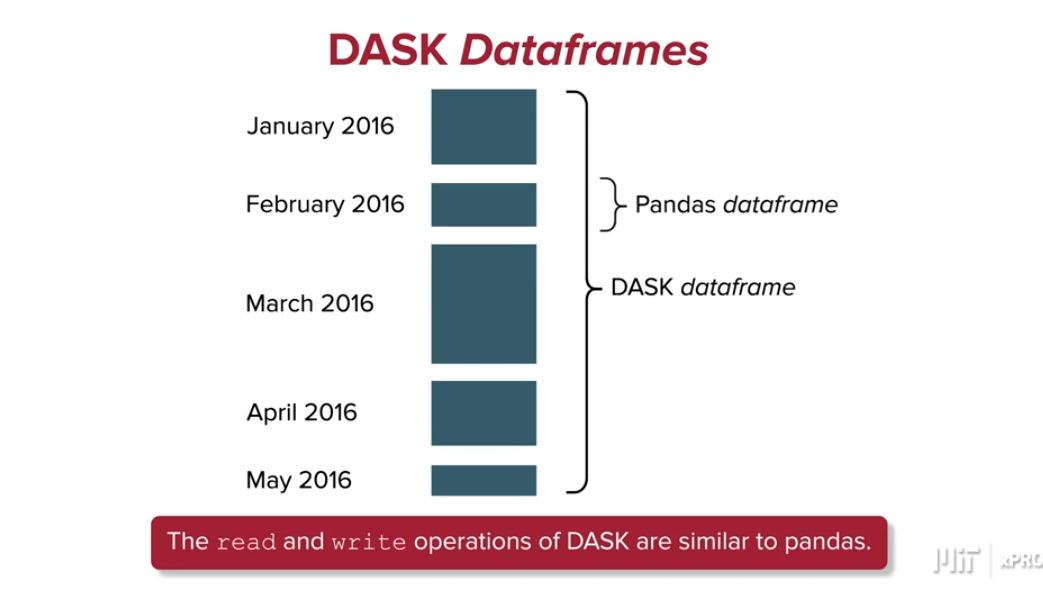 DASK Dataframes
January 2016
February 2016
Pandas dataframe
DASK dataframe
March 2016
April 2016
May 2016
The read and write operations of DASK are similar to pandas.
MIT xPRO